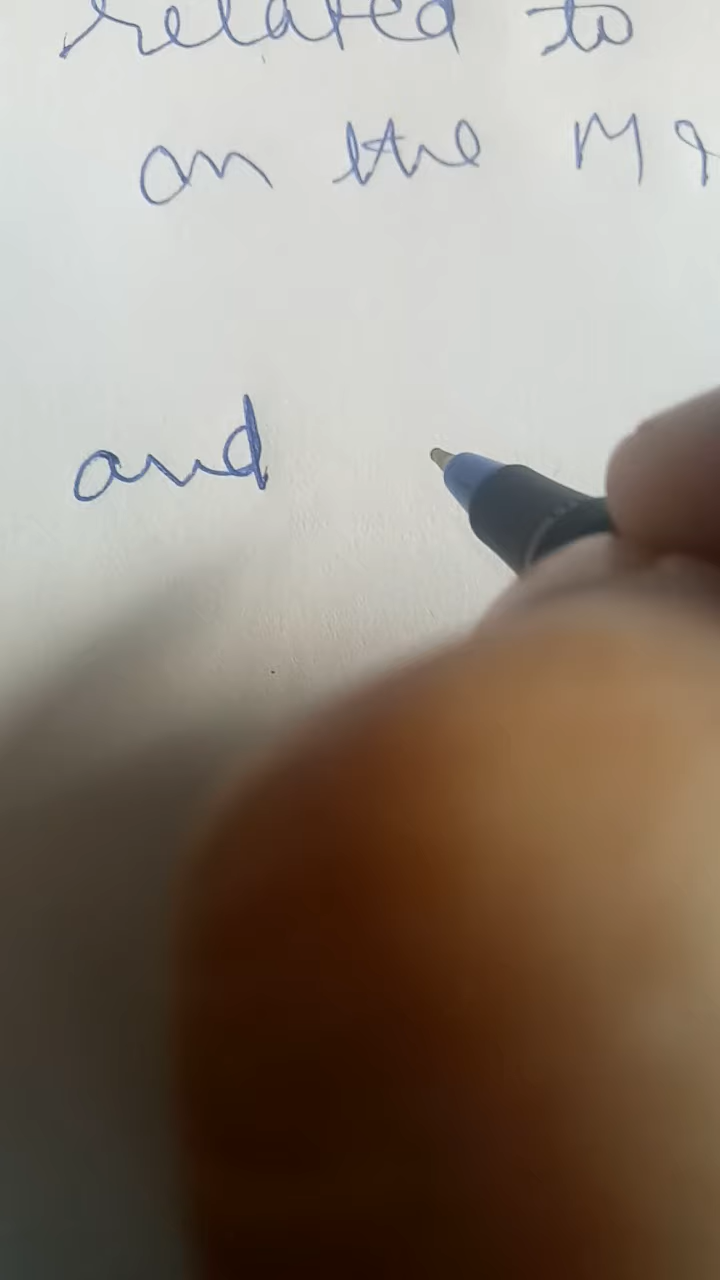 related to
on the
and